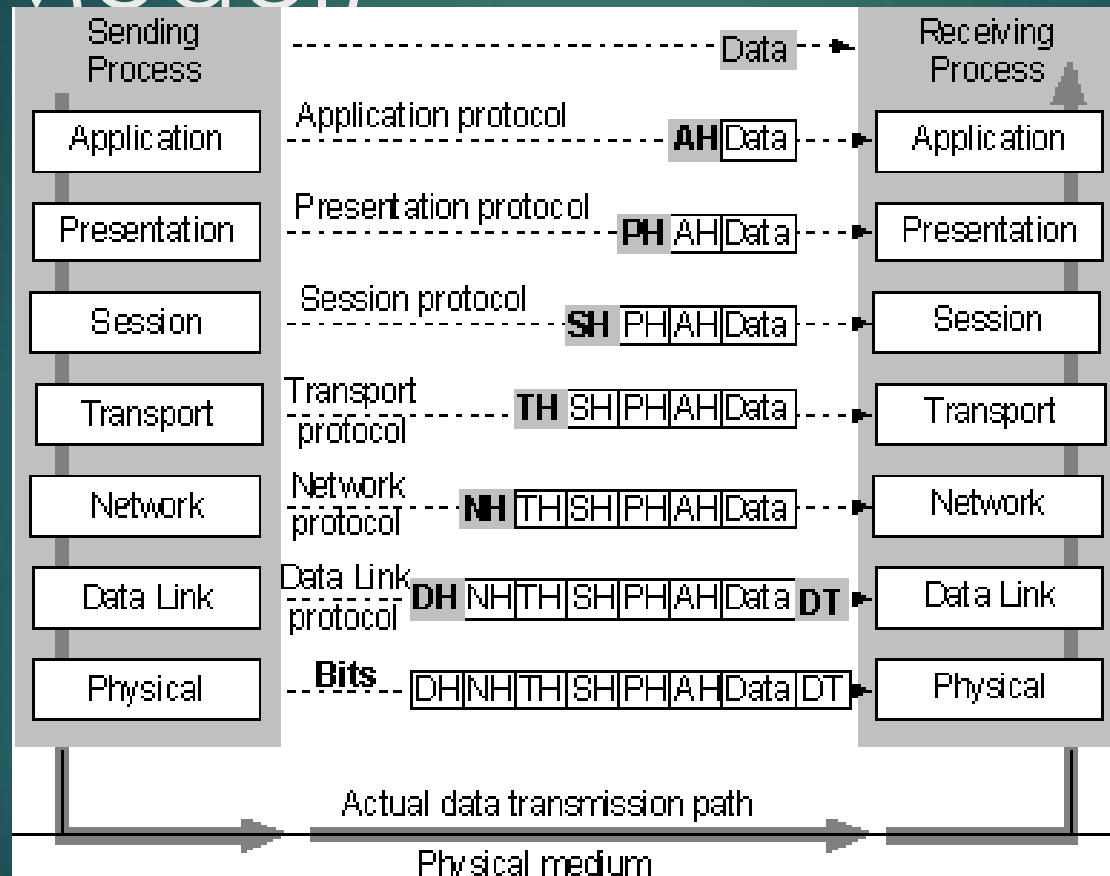 Model)
Sending
Process
Data
Receiving
Process
Application
Application protocol
AH Data
Application
Presentation
Presentation protocol
PH AH Data
Presentation
Session
Session protocol
SH PH AH Data
Session
Transport
Transport
protocol
TH SH PH AH Data
Transport
Network
Network
protocol
NH TH SH PH AH Data
Network
Data Link
Data Link
protocol
DH NH TH SH PH AH Data DT
Data Link
Physical
Bits
DH NH TH SH PH AH Data DT
Physical
Actual data transmission path
Physical medium